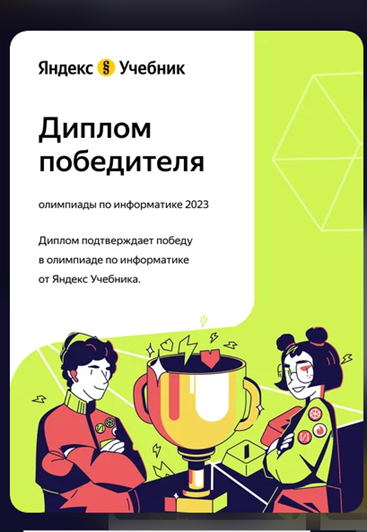 Яндекс Учебник
Диплом
победителя
олимпиады по информатике 2023
Диплом подтверждает победу
в олимпиаде по информатике
от Яндекс Учебника.